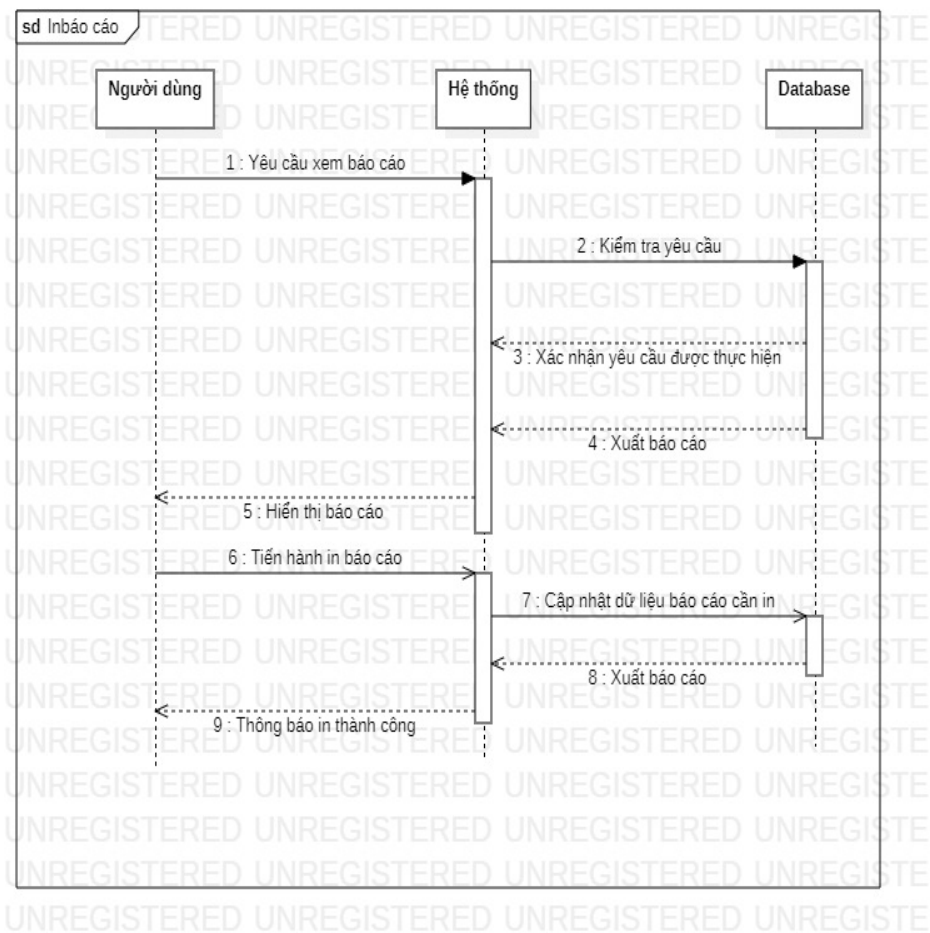 sd Inbáo cáo
Người dùng
Hệ thống
Database
1 : Yêu cầu xem báo cáo
2 : Kiểm tra yêu cầu
3 : Xác nhận yêu cầu được thực hiện
4 : Xuất báo cáo
5 : Hiển thị báo cáo
6 : Tiến hành in báo cáo
7 : Cập nhật dữ liệu báo cáo cần in
8 : Xuất báo cáo
9 : Thông báo in thành công
UNREGISTERED UNREGISTERED UNREGISTERED UNREGISTE